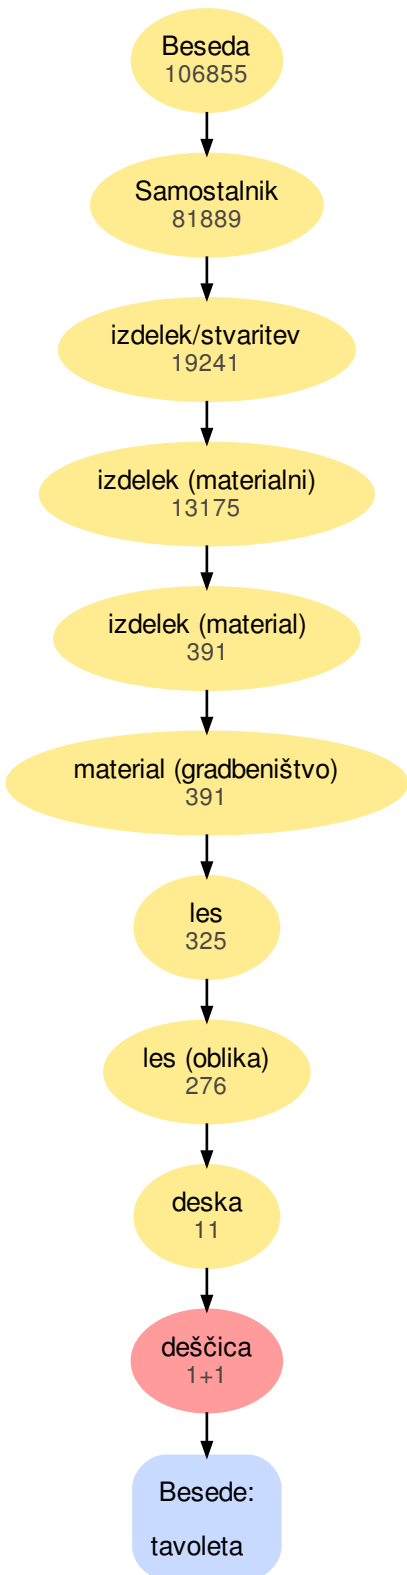 Beseda
106855
Samostalnik
81889
izdelek/stvaritev
19241
izdelek (materialni)
13175
izdelek (material)
391
material (gradbeništvo)
391
les
325
les (oblika)
276
deska
11
deščica
1+1
Besede:
tavoleta